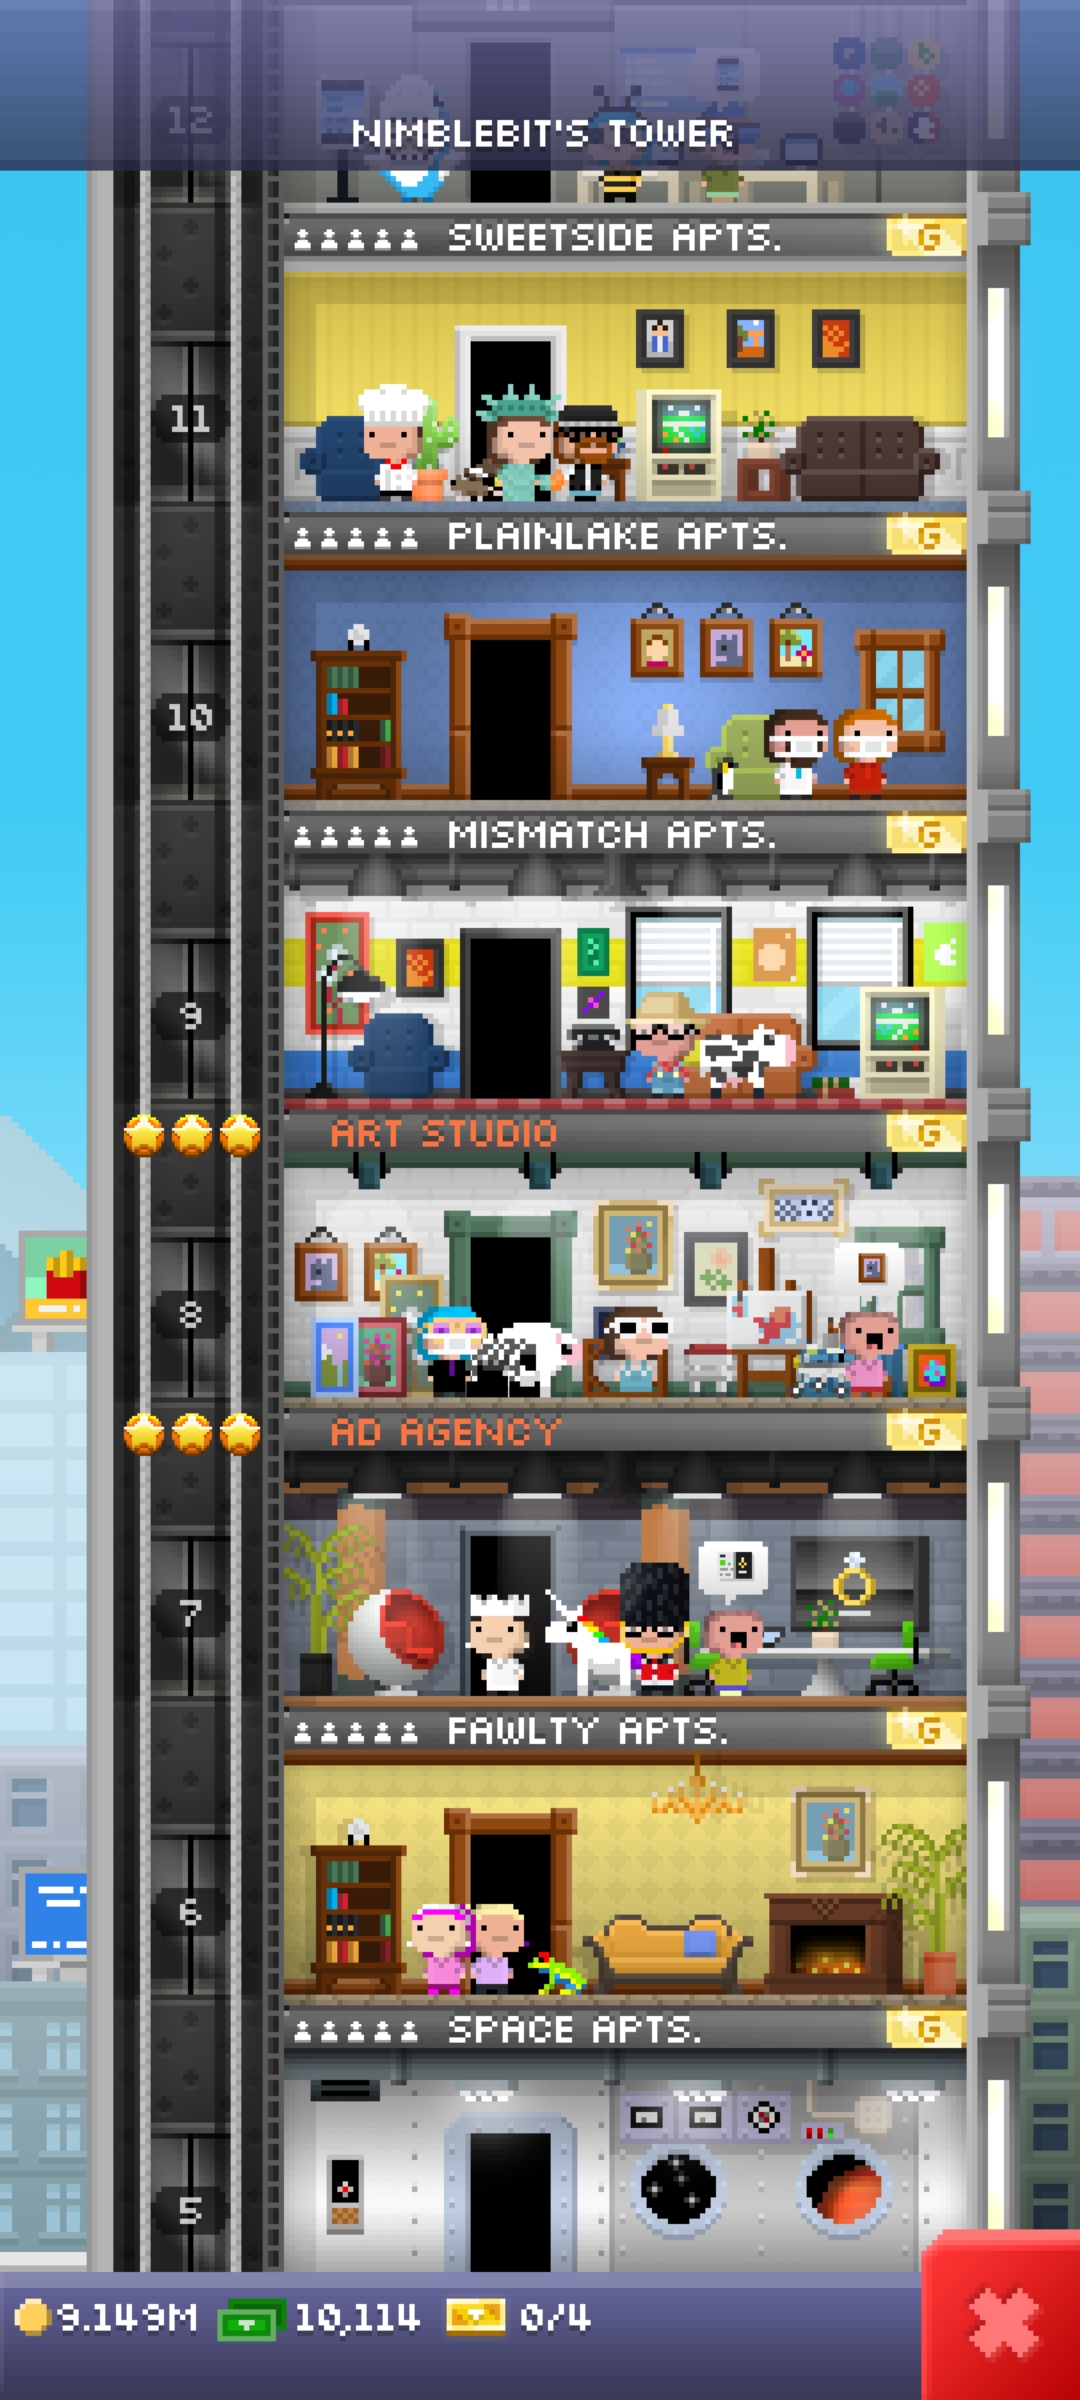 12
NIMBLEBIT'S TOWER
SWEETSIDE APTS. G
11
PLAINLAKE APTS. G
10
MISMATCH APTS. G
9
ART STUDIO G
8
AD AGENCY G
7
FAWLTY APTS. G
6
SPACE APTS. G
5
9.149M 10,114 0/4